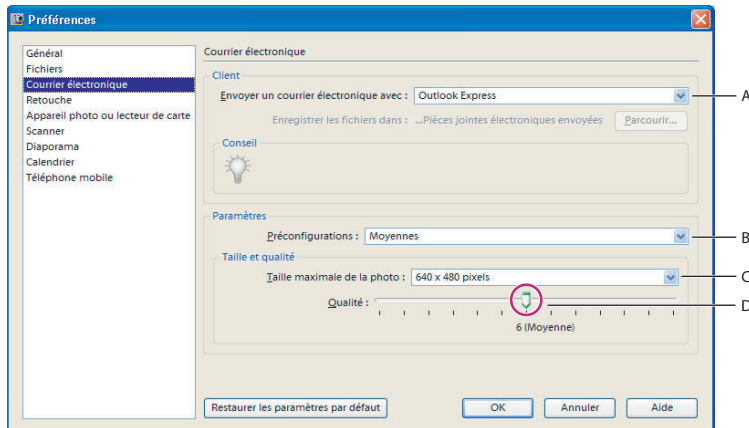 Préférences
Général
Fichiers
Courrier électronique
Retouche
Appareil photo ou lecteur de carte
Scanner
Diaporama
Calendrier
Téléphone mobile
Courrier électronique
Client
Envoyer un courrier électronique avec : Outlook Express
A
Enregistrer les fichiers dans : ...Pièces jointes électroniques envoyées Parcourir...
Conseil
Paramètres
Préconfigurations : Moyennes
B
Taille et qualité
Taille maximale de la photo : 640 x 480 pixels
C
Qualité :
D
6 (Moyenne)
Restaurer les paramètres par défaut OK Annuler Aide